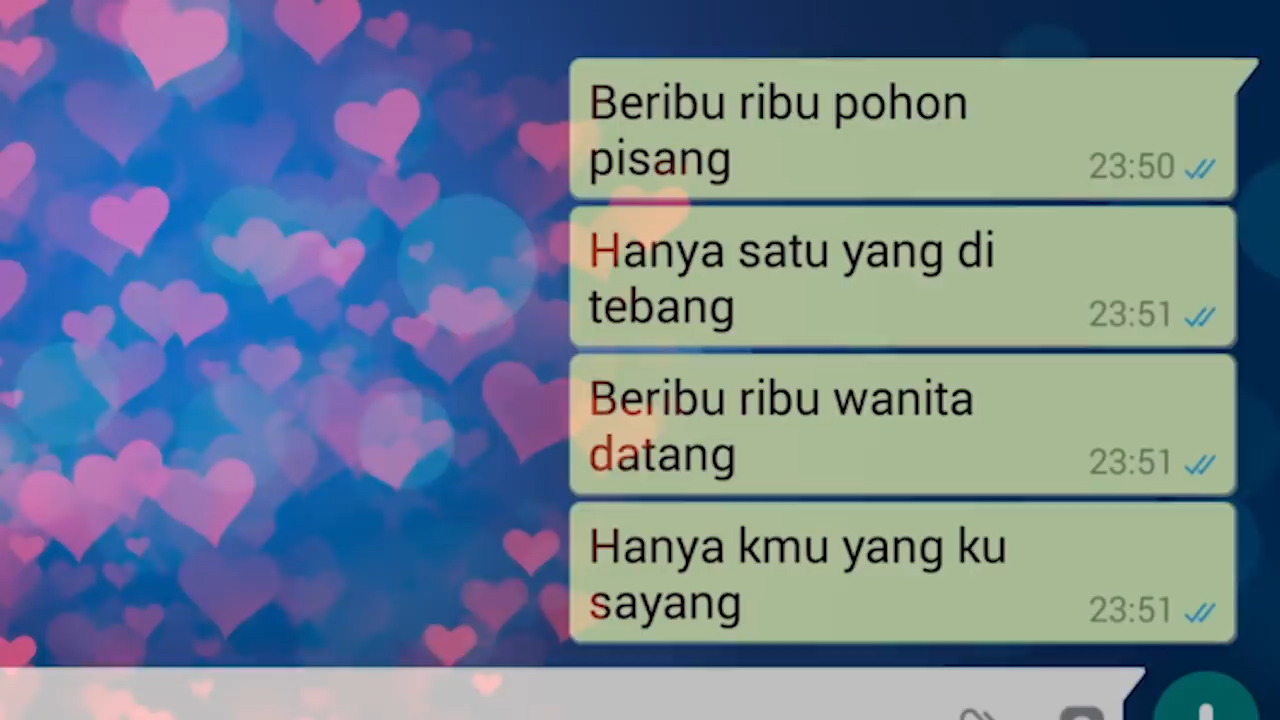 Beribu ribu pohon
pisang
23:50
Hanya satu yang di
tebang
23:51
Beribu ribu wanita
datang
23:51
Hanya kmu yang ku
sayang
23:51